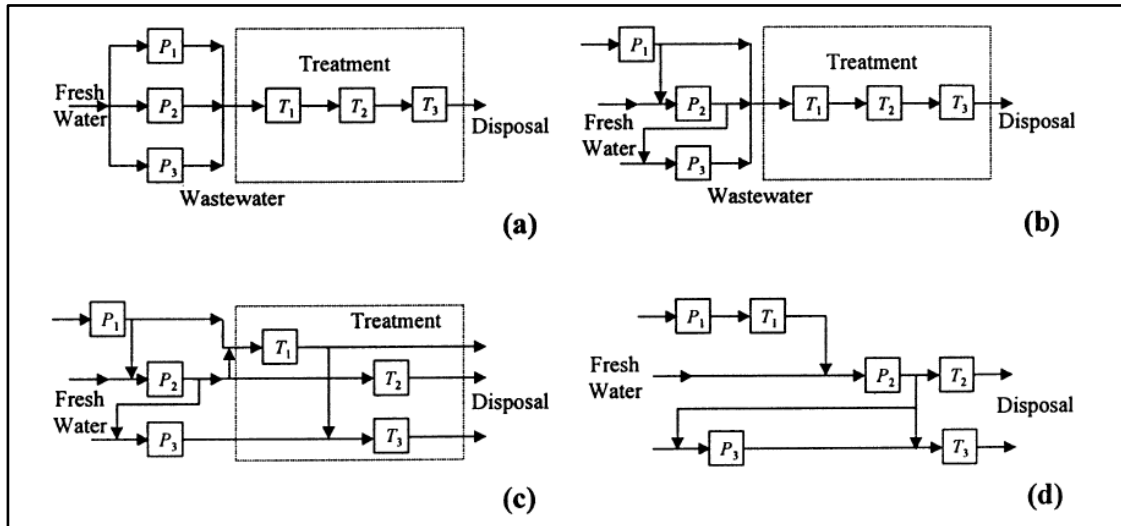 P1
Treatment
Fresh
Water
P2
T1
T2
T3
Disposal
P3
Wastewater
(a)
P1
Treatment
P2
T1
T2
T3
Fresh
Water
Disposal
P3
Wastewater
(b)
P1
Treatment
T1
P2
T2
Fresh
Water
Disposal
P3
T3
(c)
P1
T1
Fresh
Water
P2
T2
Disposal
P3
T3
(d)